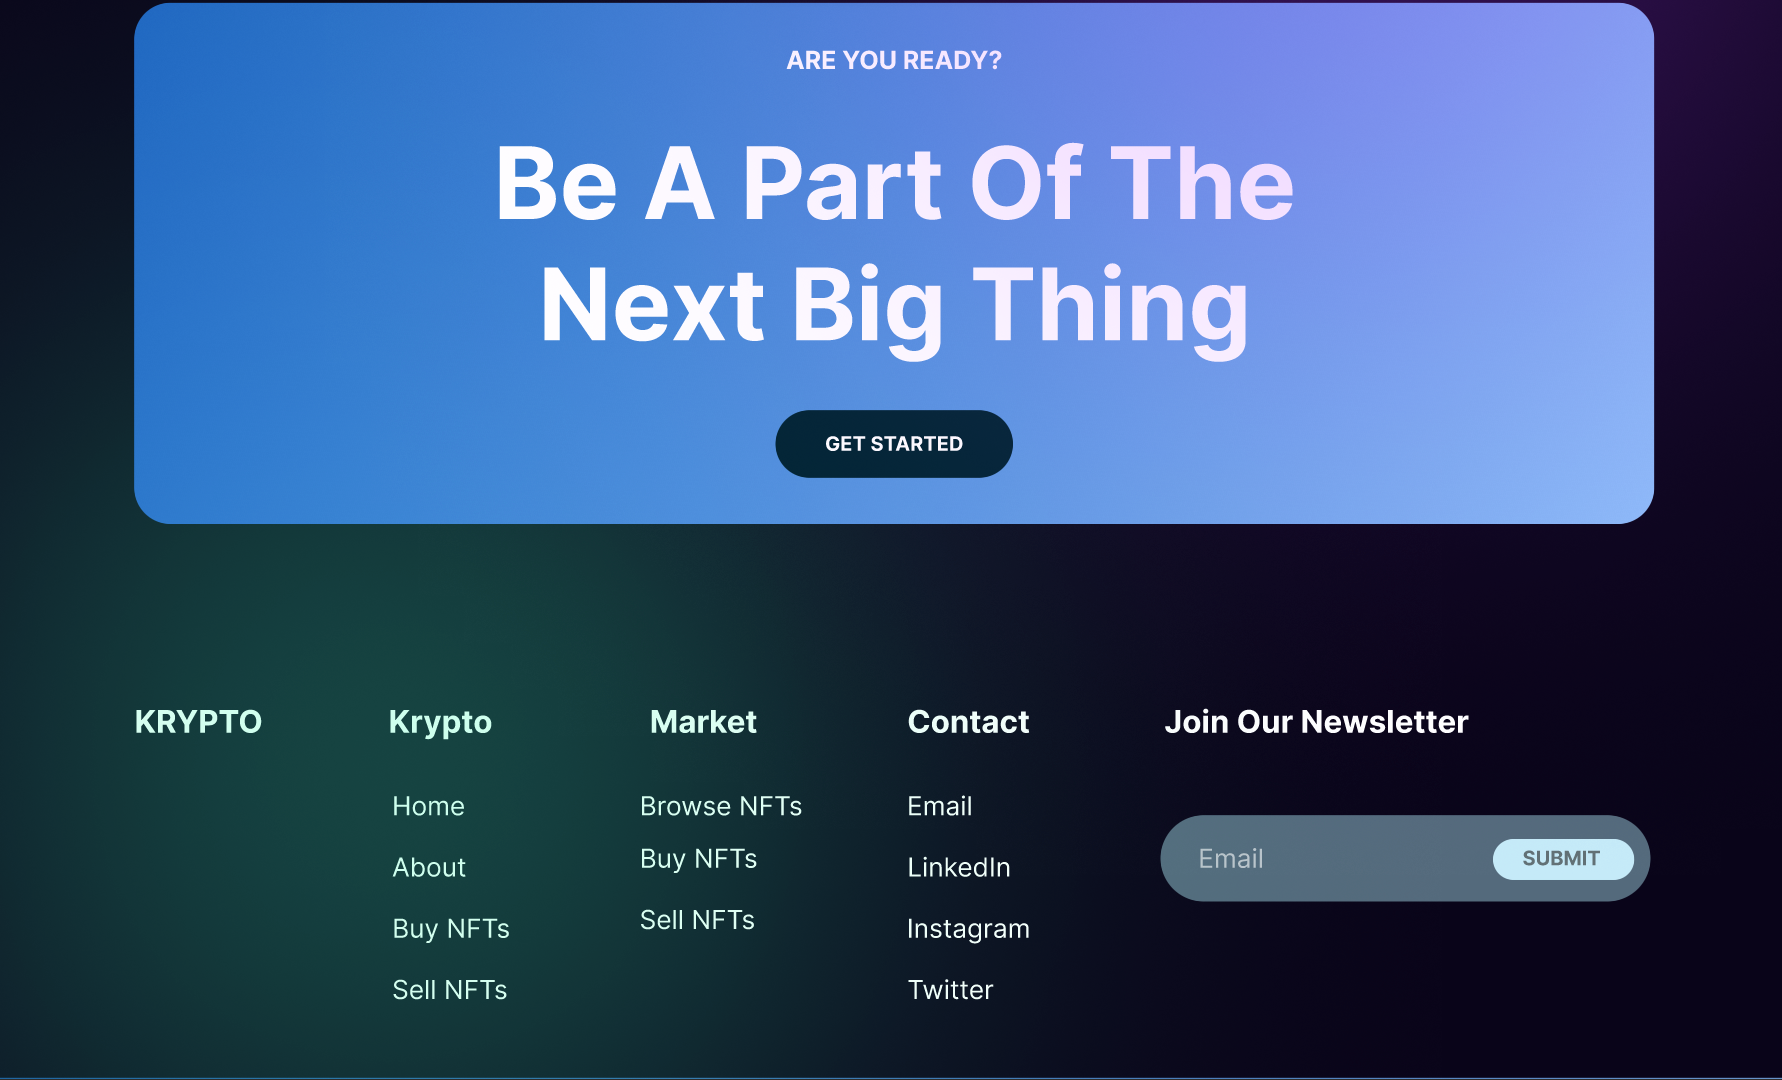 ARE YOU READY?
Be A Part Of The
Next Big Thing
GET STARTED
KRYPTO
Krypto
Home
About
Buy NFTs
Sell NFTs
Market
Browse NFTs
Buy NFTs
Sell NFTs
Contact
Email
LinkedIn
Instagram
Twitter
Join Our Newsletter
Email
SUBMIT